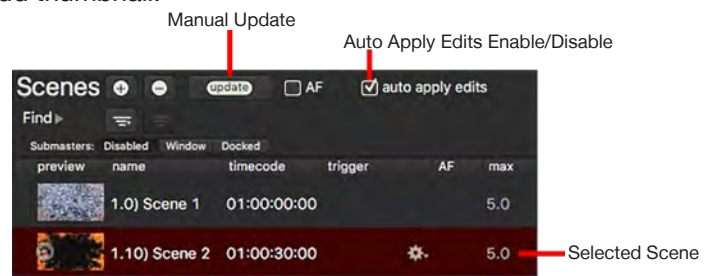 Manual Update
Auto Apply Edits Enable/Disable
Scenes update AF auto apply edits
Find
Submasters: Disabled Window Docked
preview name timecode trigger AF max
1.0) Scene 1 01:00:00:00 5.0
1.10) Scene 2 01:00:30:00 5.0
Selected Scene